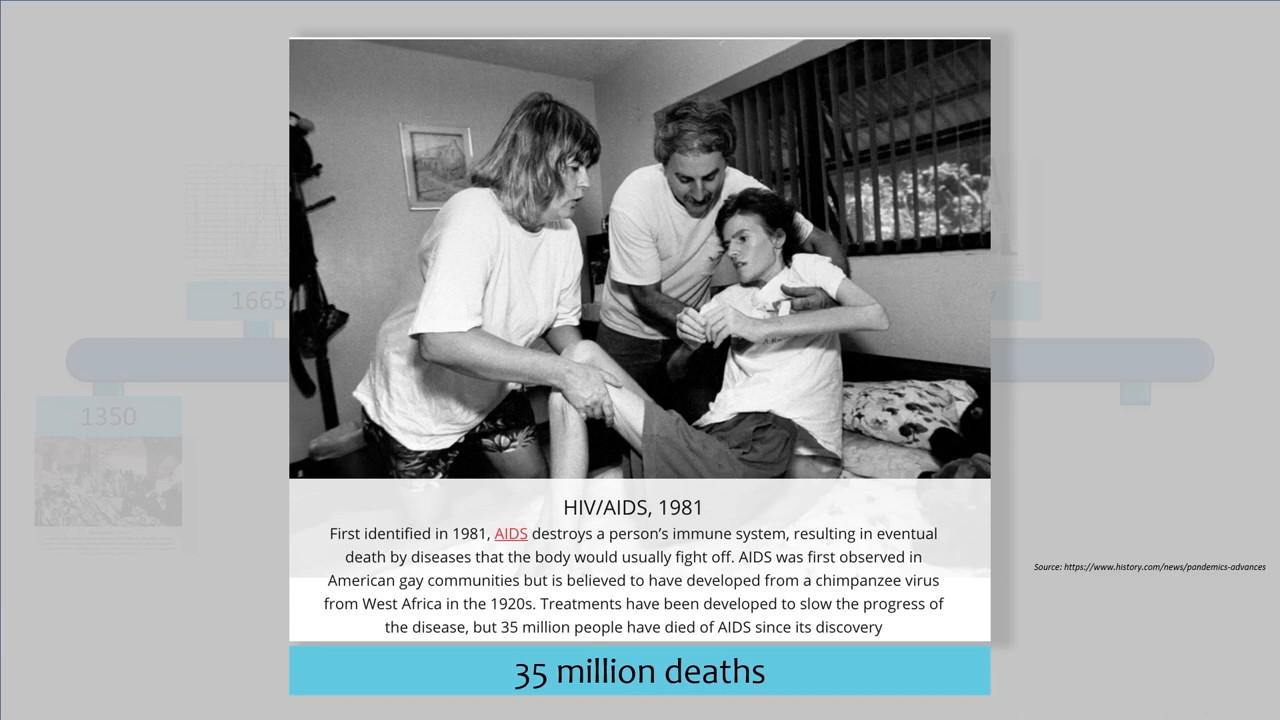 1665
7
1350
HIV/AIDS, 1981
First identified in 1981, AIDS destroys a person’s immune system, resulting in eventual
death by diseases that the body would usually fight off. AIDS was first observed in
American gay communities but is believed to have developed from a chimpanzee virus
from West Africa in the 1920s. Treatments have been developed to slow the progress of
the disease, but 35 million people have died of AIDS since its discovery
Source: https://www.history.com/news/pandemics-advances
35 million deaths